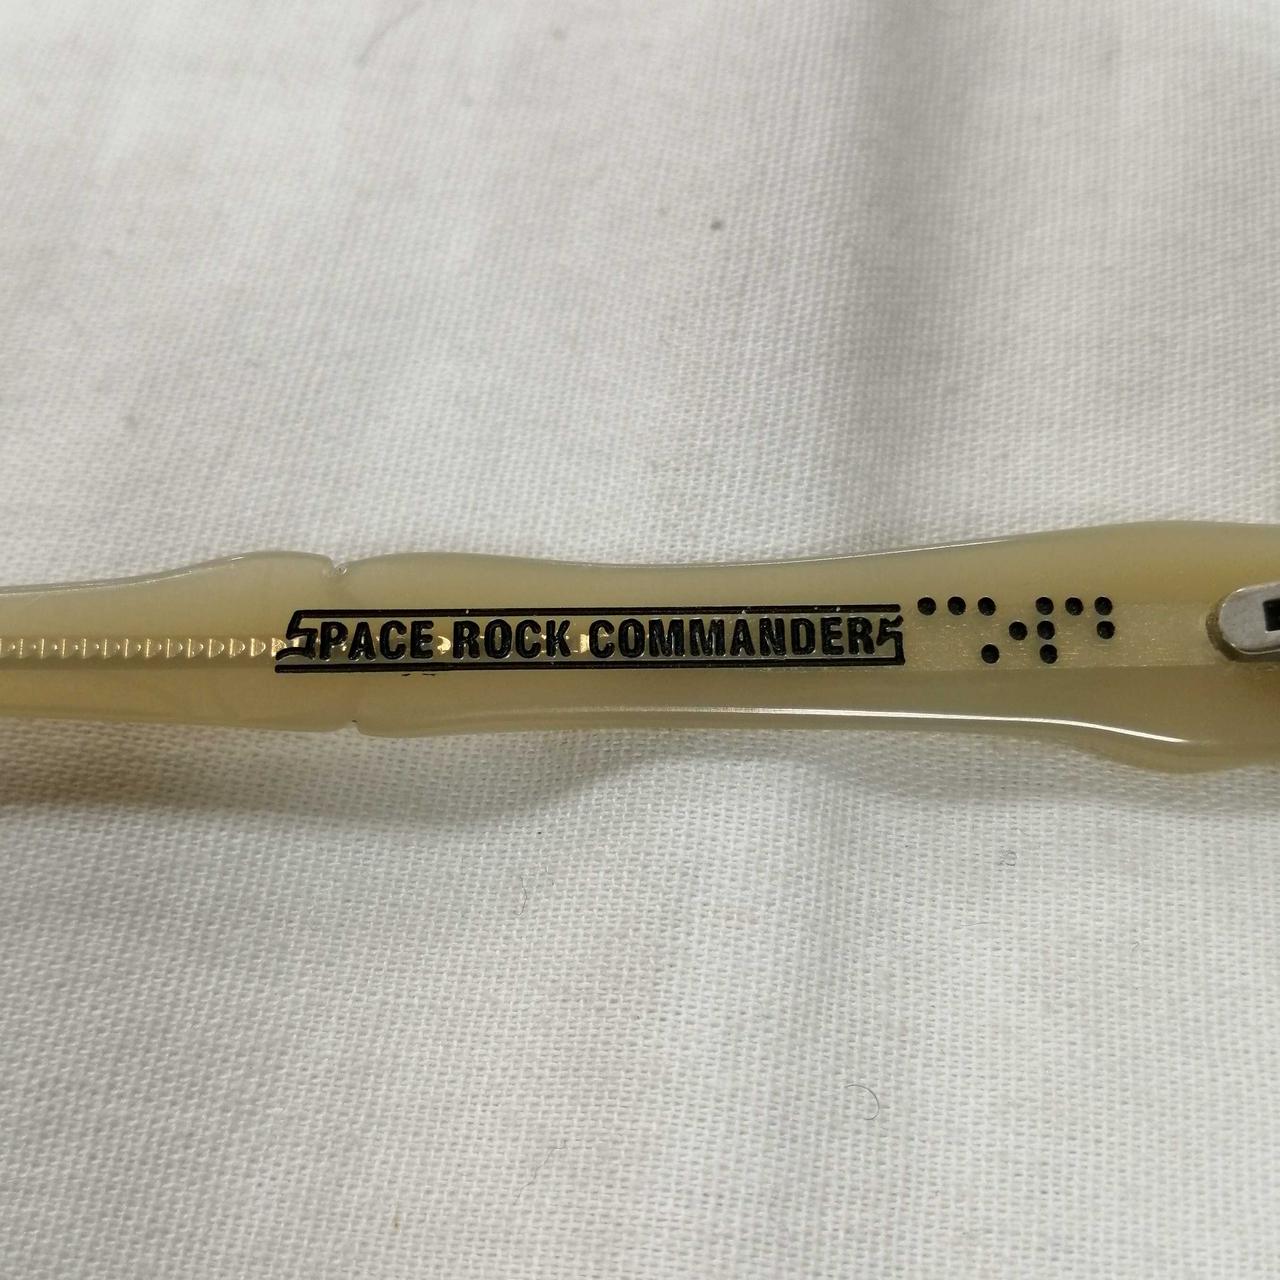 SPACE ROCK COMMANDERS ⠉⠕⠏⠃